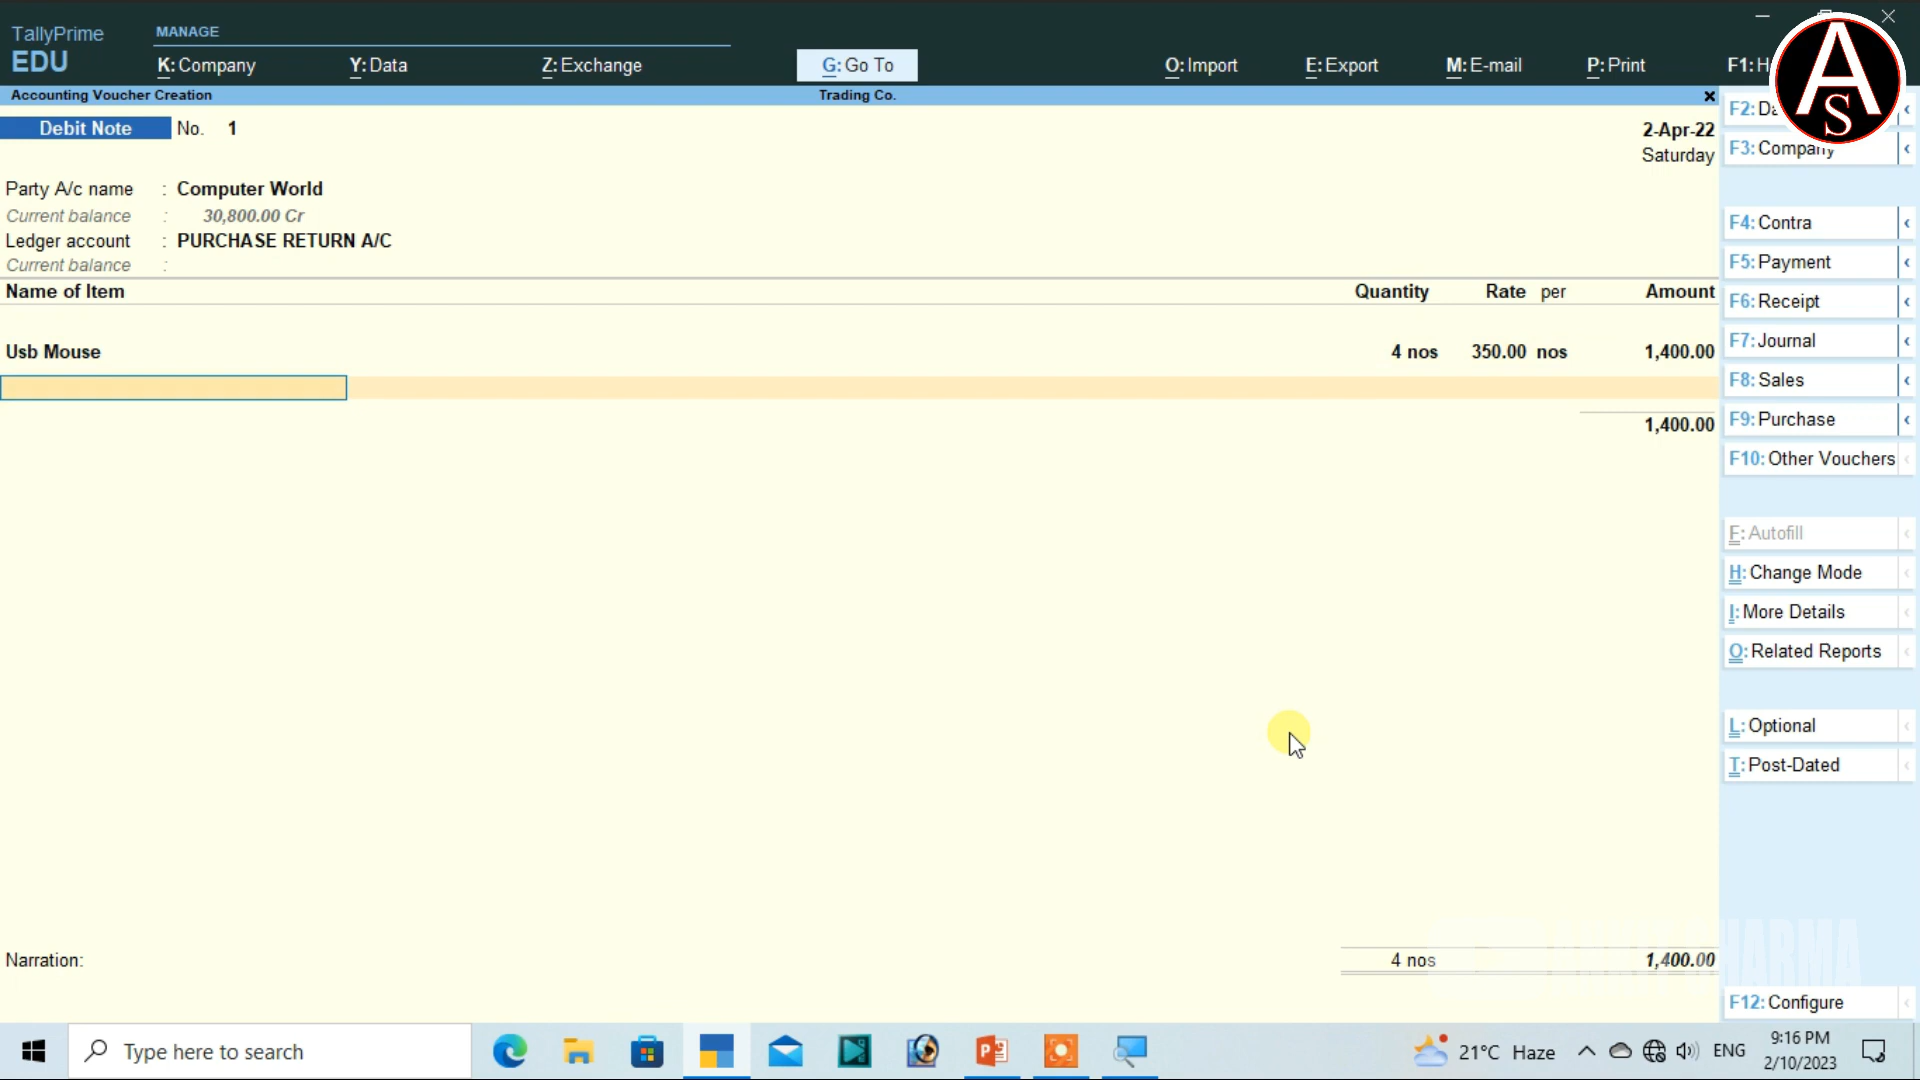 TallyPrime
EDU
MANAGE
K: Company Y: Data Z: Exchange G: Go To O: Import E: Export M: E-mail P: Print F1: H
Accounting Voucher Creation Trading Co.
Debit Note No. 1 2-Apr-22
Saturday
Party A/c name : Computer World
Current balance : 30,800.00 Cr
Ledger account : PURCHASE RETURN A/C
Current balance :
Name of Item Quantity Rate per Amount
Usb Mouse 4 nos 350.00 nos 1,400.00
1,400.00
Narration: 4 nos 1,400.00
F2: Da
F3: Company
F4: Contra
F5: Payment
F6: Receipt
F7: Journal
F8: Sales
F9: Purchase
F10: Other Vouchers
F: Autofill
H: Change Mode
I: More Details
O: Related Reports
L: Optional
T: Post-Dated
F12: Configure
AS
Type here to search
21°C Haze
ENG
9:16 PM
2/10/2023